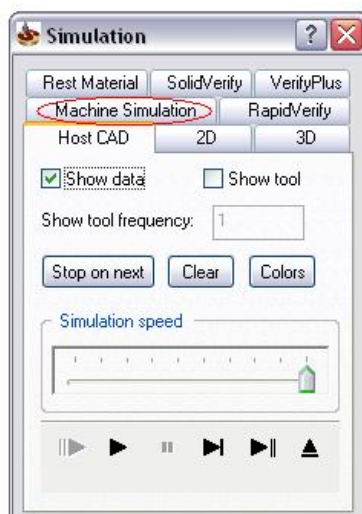 Simulation
Rest Material SolidVerify VerifyPlus
Machine Simulation RapidVerify
Host CAD 2D 3D
Show data Show tool
Show tool frequency: 1
Stop on next Clear Colors
Simulation speed